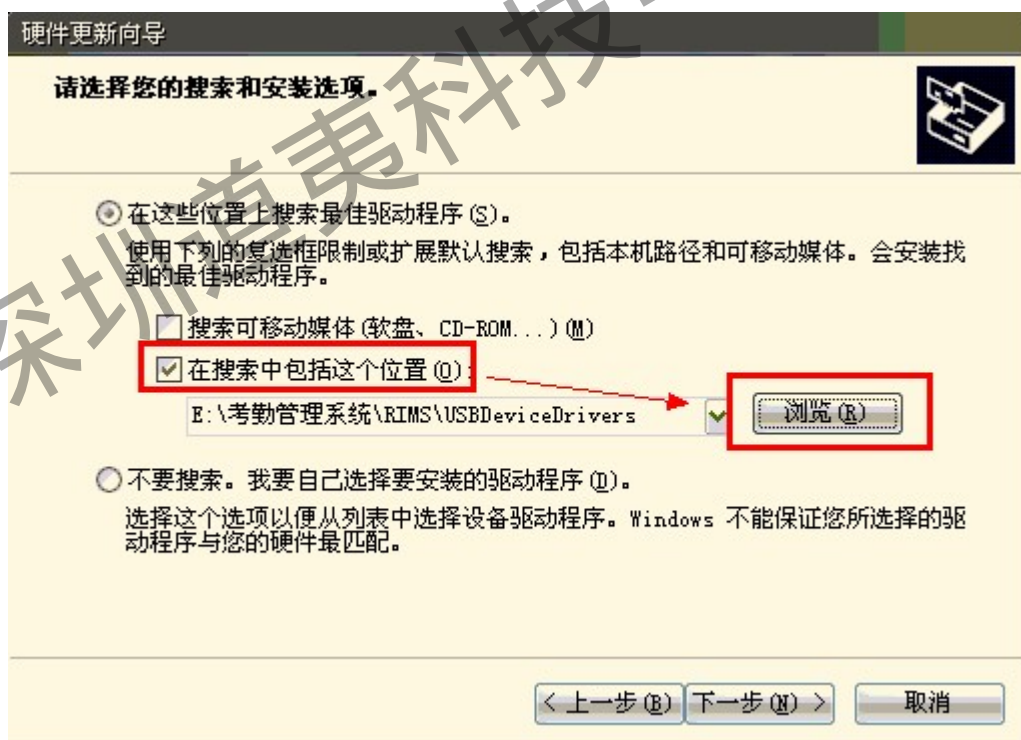 硬件更新向导
请选择您的搜索和安装选项。
在这些位置上搜索最佳驱动程序(S)。
使用下列的复选框限制或扩展默认搜索，包括本机路径和可移动媒体。会安装找
到的最佳驱动程序。
搜索可移动媒体(软盘、CD-ROM...)(M)
在搜索中包括这个位置(O):
E:\考勤管理系统\RIMS\USBDeviceDrivers
浏览(R)
不要搜索。我要自己选择要安装的驱动程序(D)。
选择这个选项以便从列表中选择设备驱动程序。Windows 不能保证您所选择的驱
动程序与您的硬件最匹配。
< 上一步(B) 下一步(N) > 取消
深圳道夷科技